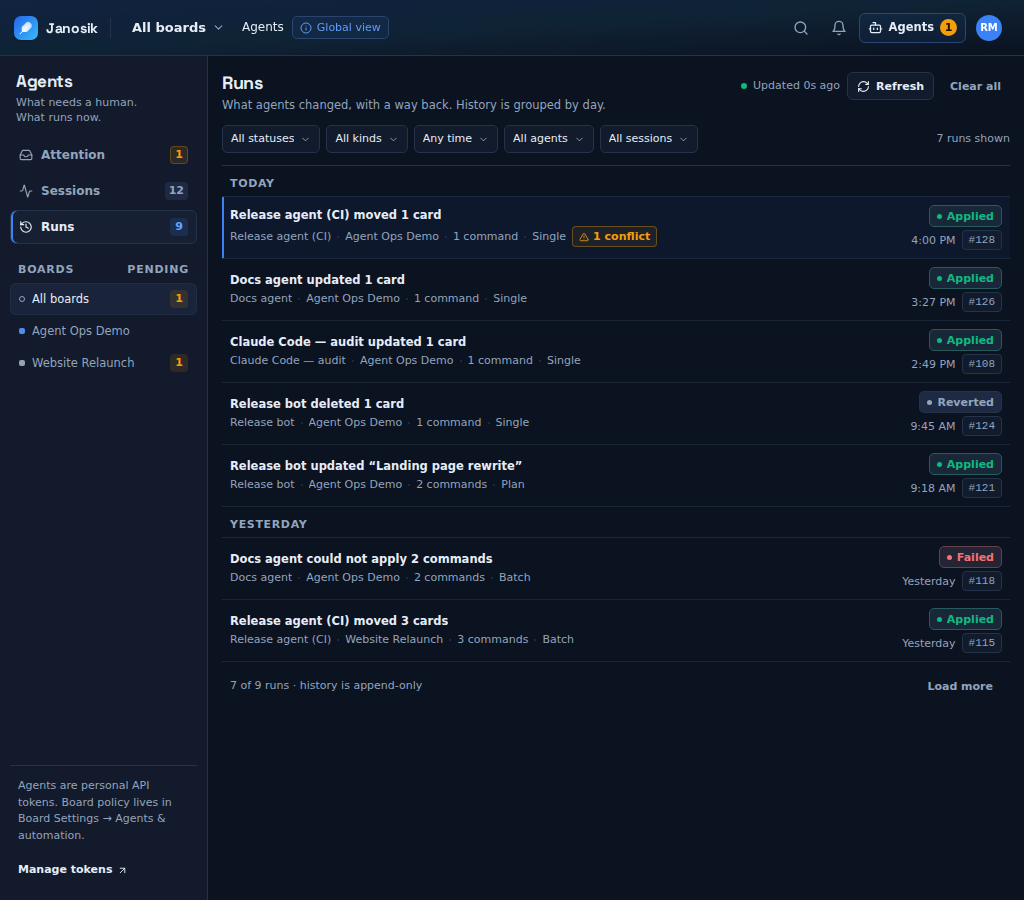 Janosik
All boards
Agents
Global view
Agents 1
RM
Agents
What needs a human.
What runs now.
Attention 1
Sessions 12
Runs 9
BOARDS PENDING
All boards 1
Agent Ops Demo
Website Relaunch 1
Agents are personal API
tokens. Board policy lives in
Board Settings → Agents &
automation.
Manage tokens ↗
Runs
What agents changed, with a way back. History is grouped by day.
Updated 0s ago
Refresh
Clear all
All statuses
All kinds
Any time
All agents
All sessions
7 runs shown
TODAY
Release agent (CI) moved 1 card
Release agent (CI) · Agent Ops Demo · 1 command · Single 1 conflict
Applied
4:00 PM #128
Docs agent updated 1 card
Docs agent · Agent Ops Demo · 1 command · Single
Applied
3:27 PM #126
Claude Code — audit updated 1 card
Claude Code — audit · Agent Ops Demo · 1 command · Single
Applied
2:49 PM #108
Release bot deleted 1 card
Release bot · Agent Ops Demo · 1 command · Single
Reverted
9:45 AM #124
Release bot updated “Landing page rewrite”
Release bot · Agent Ops Demo · 2 commands · Plan
Applied
9:18 AM #121
YESTERDAY
Docs agent could not apply 2 commands
Docs agent · Agent Ops Demo · 2 commands · Batch
Failed
Yesterday #118
Release agent (CI) moved 3 cards
Release agent (CI) · Website Relaunch · 3 commands · Batch
Applied
Yesterday #115
7 of 9 runs · history is append-only
Load more